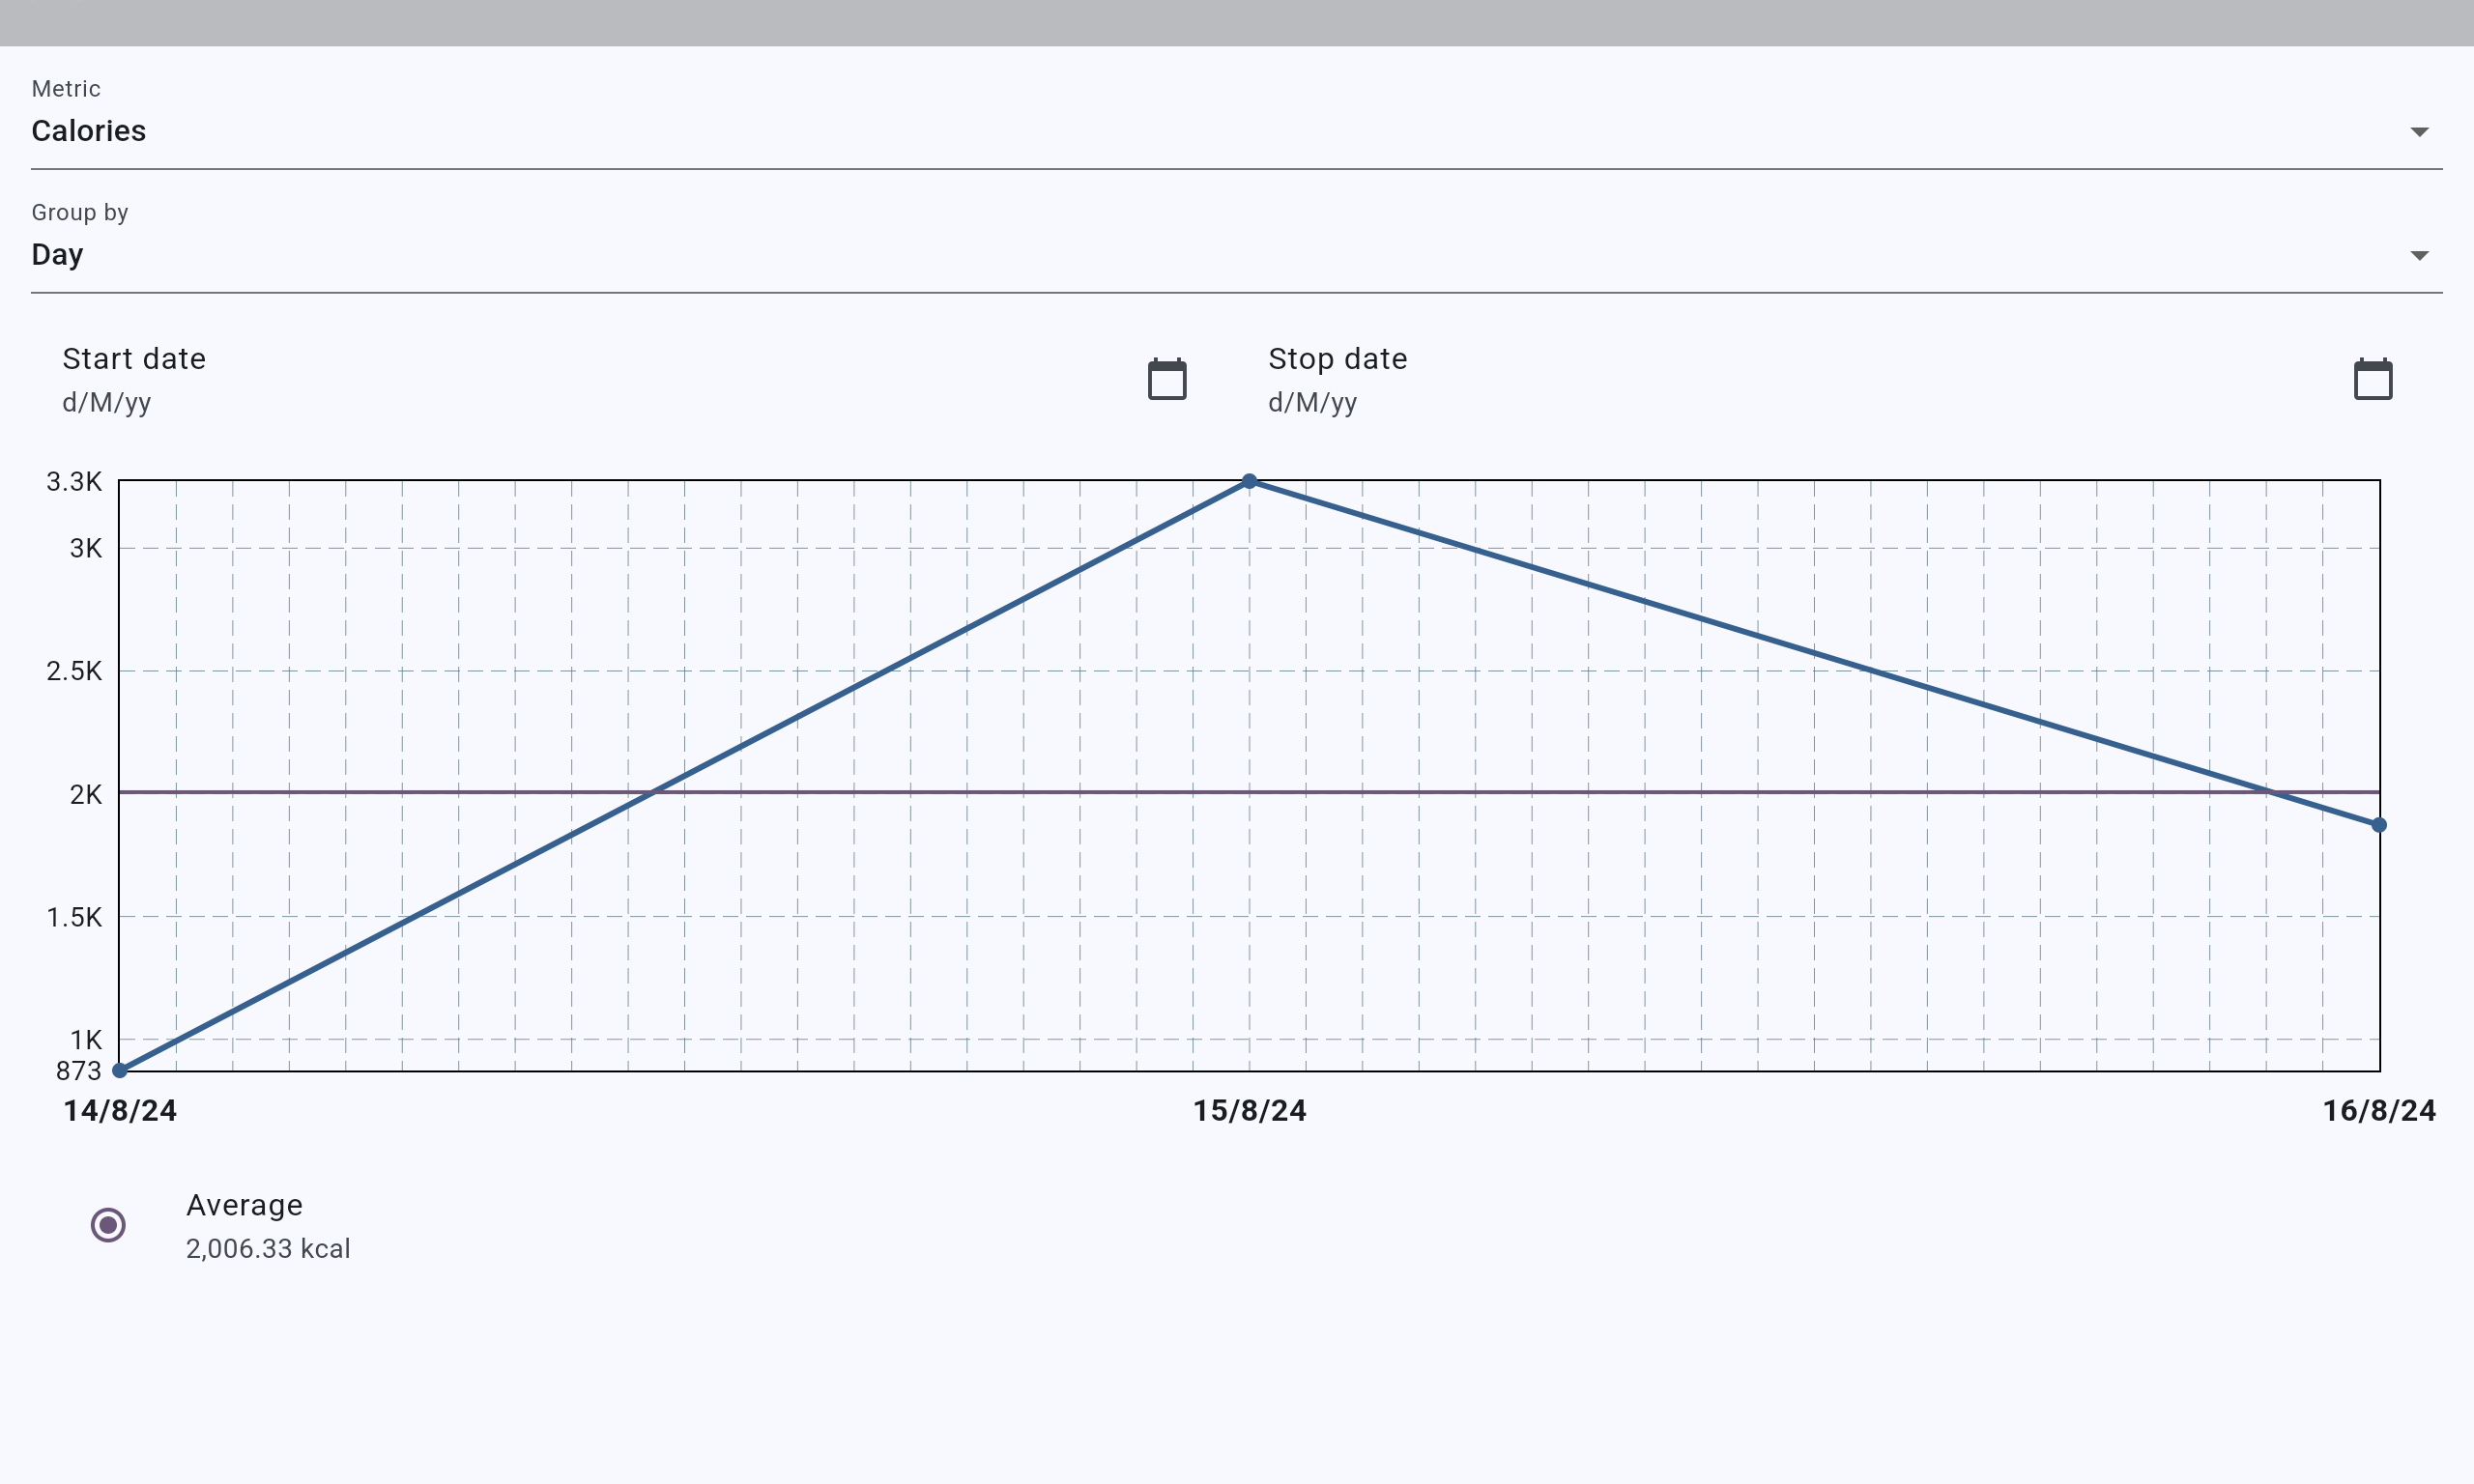 Metric
Calories
Group by
Day
Start date
d/M/yy
Stop date
d/M/yy
3.3K
3K
2.5K
2K
1.5K
1K
873
14/8/24
15/8/24
16/8/24
Average
2,006.33 kcal